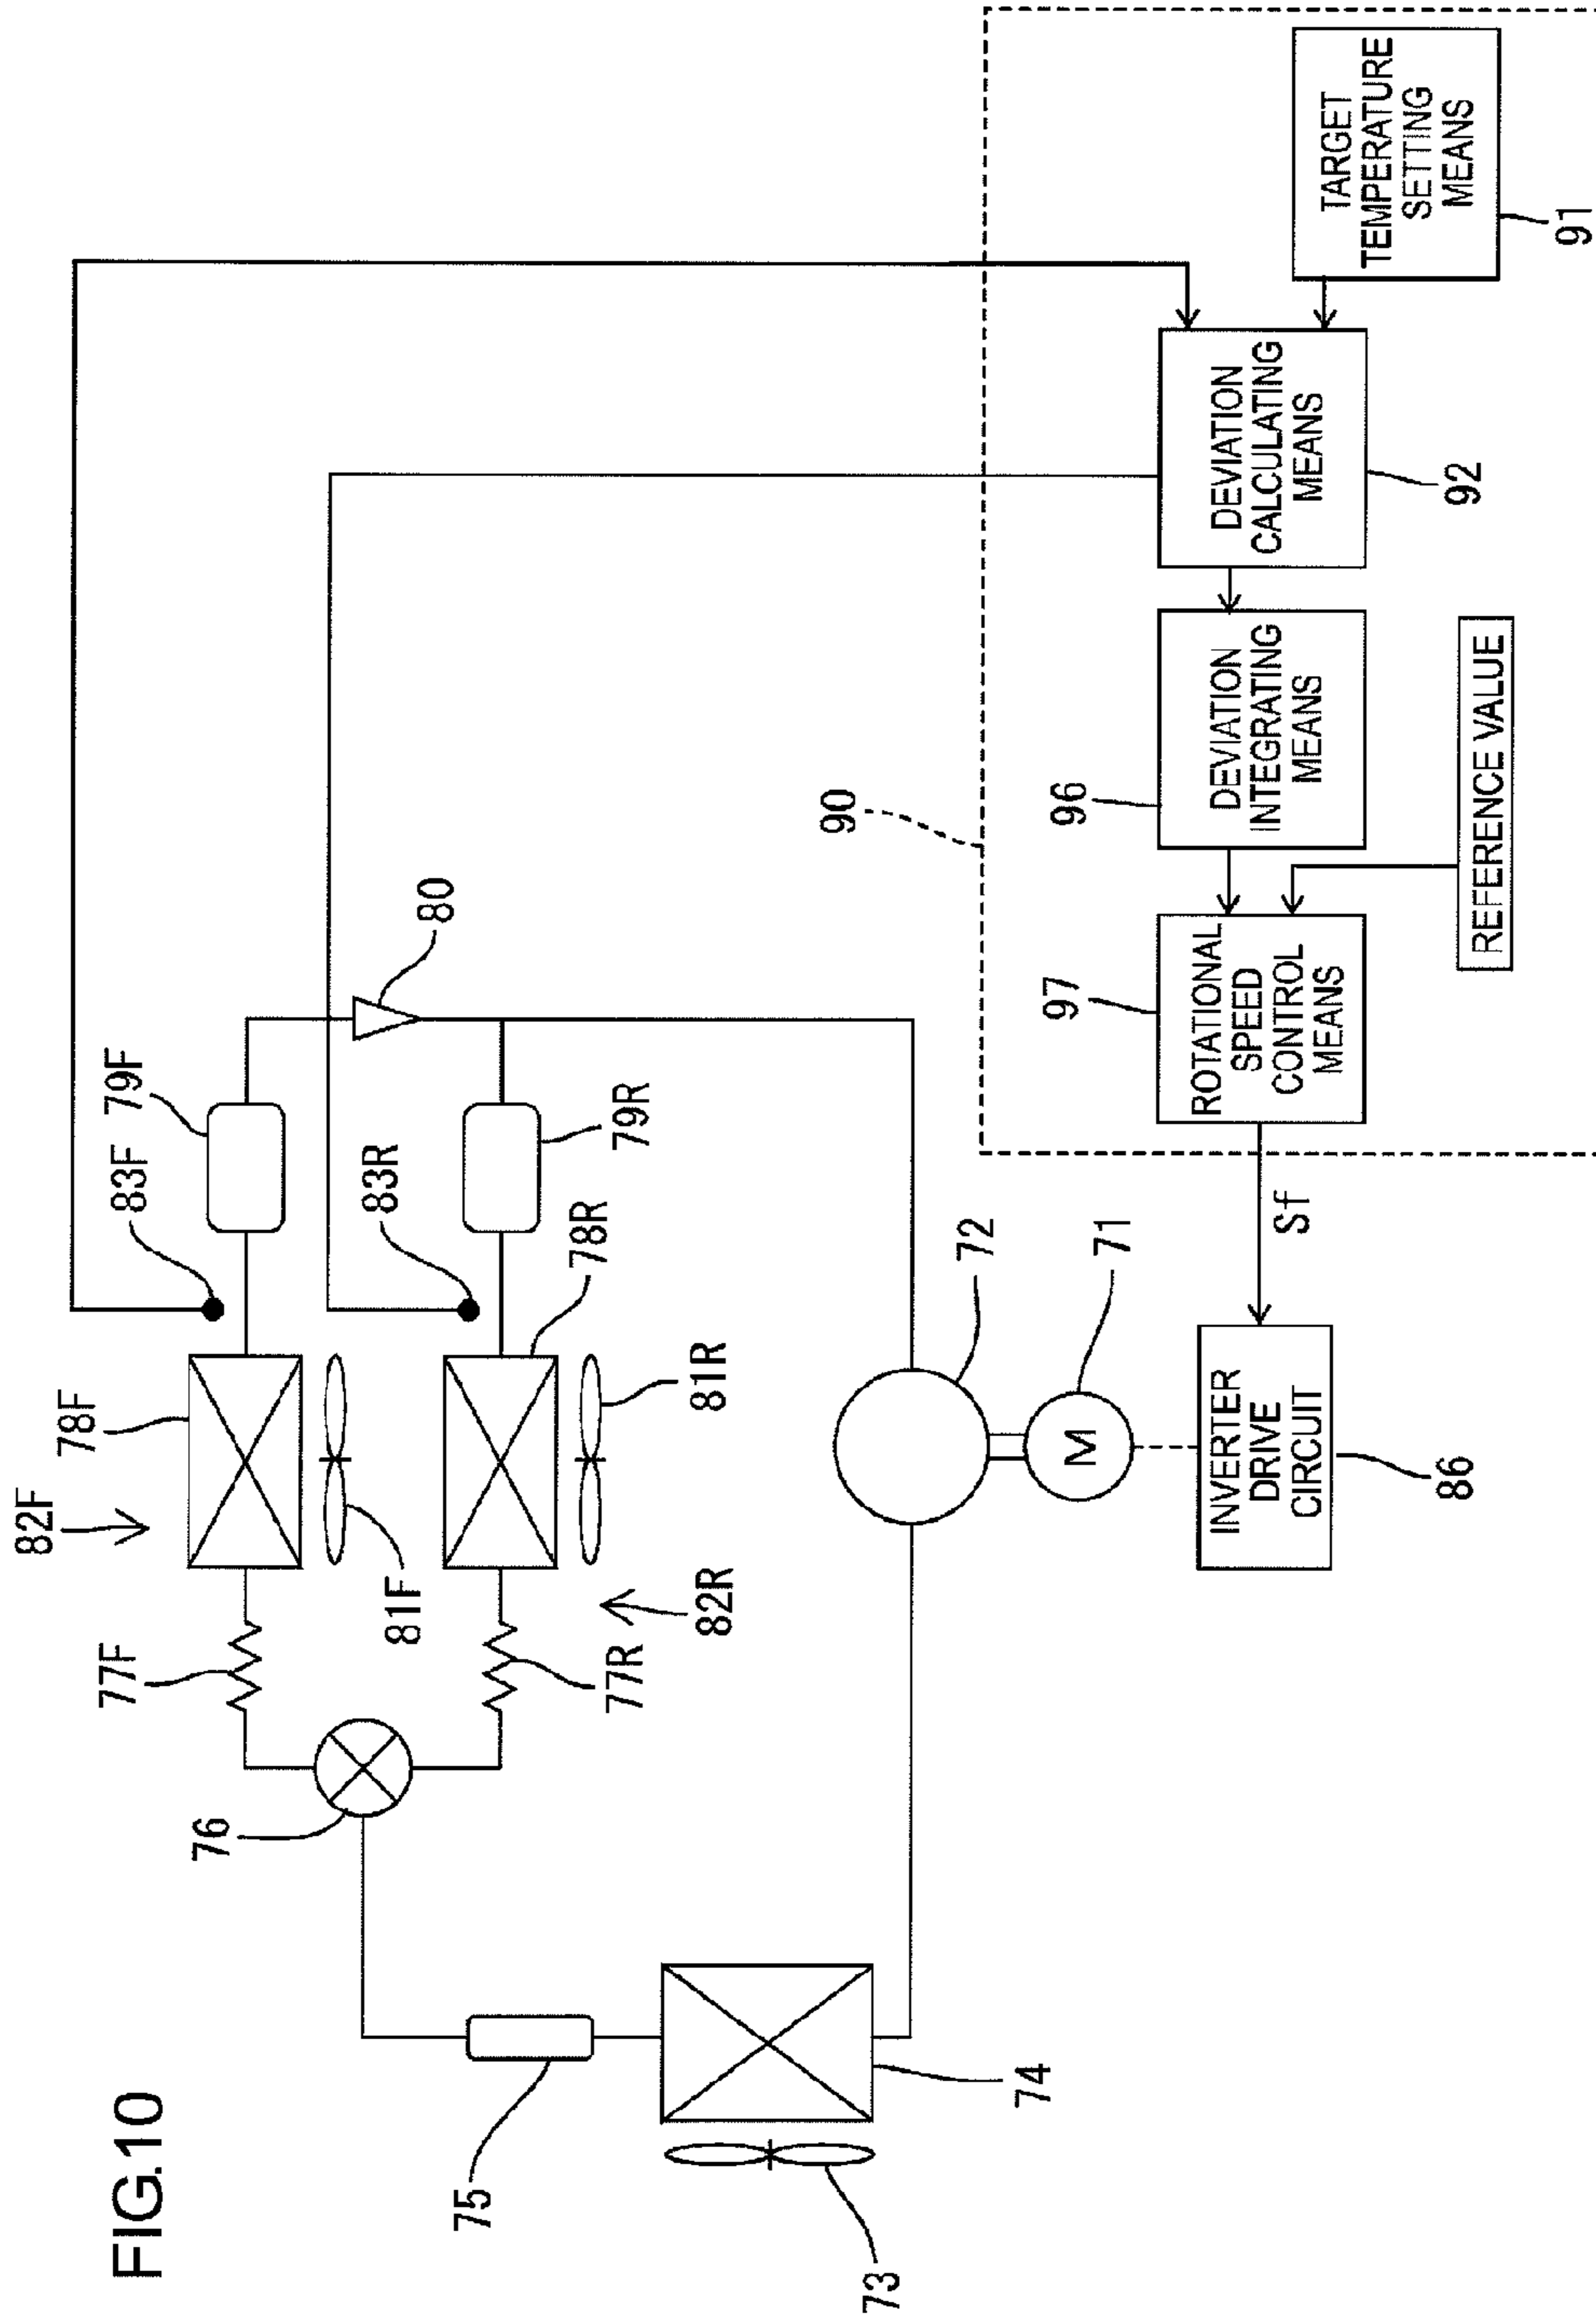 FIG.10
82F
77F
78F
83F
79F
76
81F
83R
80
75
77R
82R
78R
81R
79R
73
74
72
71
90
INVERTER
DRIVE
CIRCUIT
86
Sf
97
ROTATIONAL
SPEED
CONTROL
MEANS
96
DEVIATION
INTEGRATING
MEANS
REFERENCE VALUE
DEVIATION
CALCULATING
MEANS
92
TARGET
TEMPERATURE
SETTING
MEANS
91
M